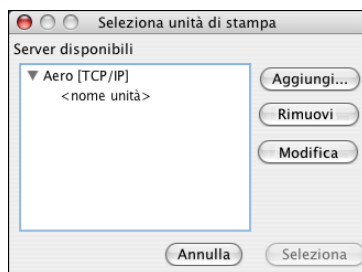 Seleziona unità di stampa
Server disponibili
Aero [TCP/IP]
<nome unità>
Aggiungi...
Rimuovi
Modifica
Annulla
Seleziona